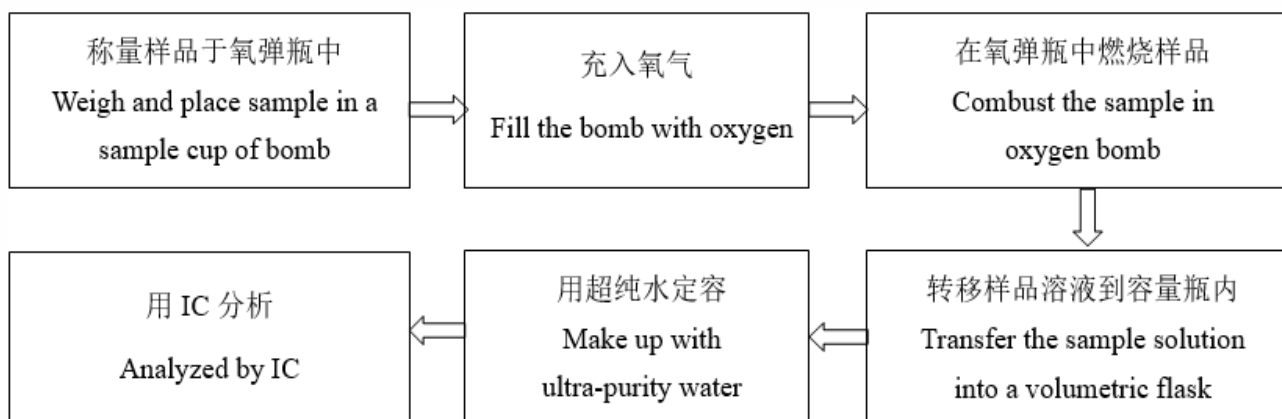 称量样品于氧弹瓶中
Weigh and place sample in a
sample cup of bomb
充入氧气
Fill the bomb with oxygen
在氧弹瓶中燃烧样品
Combust the sample in
oxygen bomb
转移样品溶液到容量瓶内
Transfer the sample solution
into a volumetric flask
用超纯水定容
Make up with
ultra-purity water
用 IC 分析
Analyzed by IC